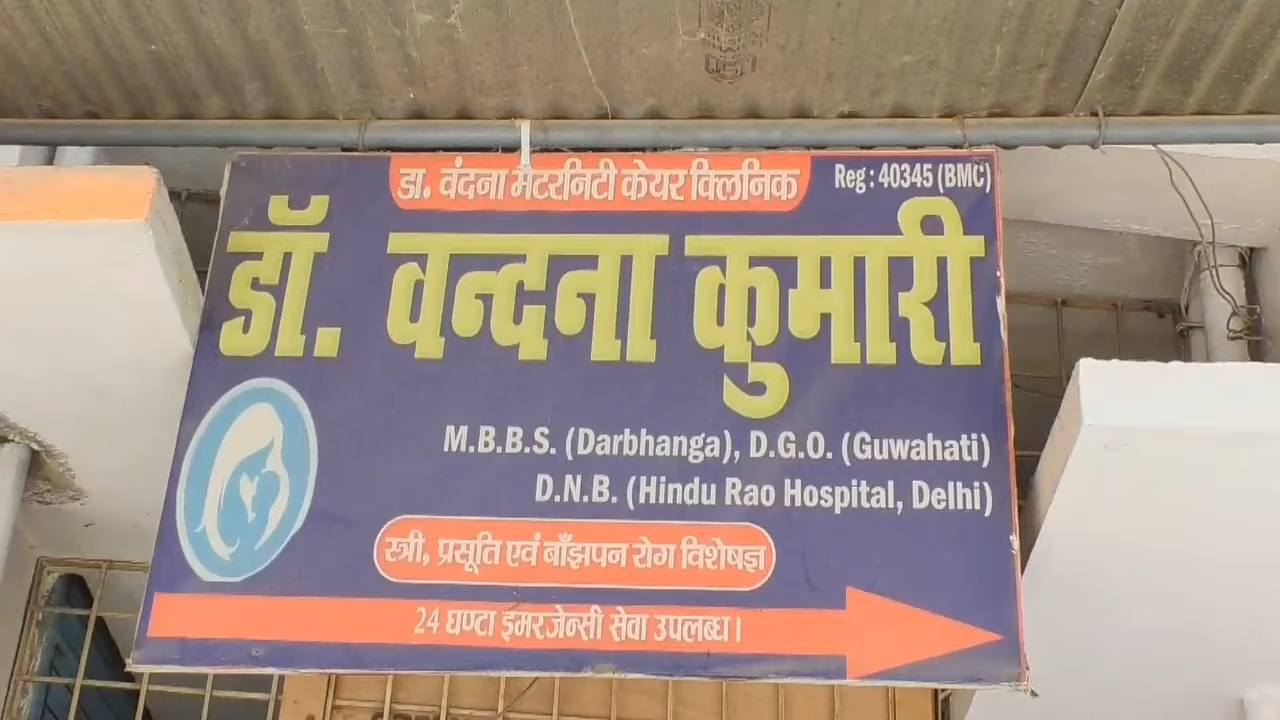 डा. वंदना मैटरनिटी केयर क्लिनिक
Reg : 40345 (BMC)
डॉ. वन्दना कुमारी
M.B.B.S. (Darbhanga), D.G.O. (Guwahati)
D.N.B. (Hindu Rao Hospital, Delhi)
स्त्री, प्रसूति एवं बाँझपन रोग विशेषज्ञ
24 घण्टा इमरजेन्सी सेवा उपलब्ध।